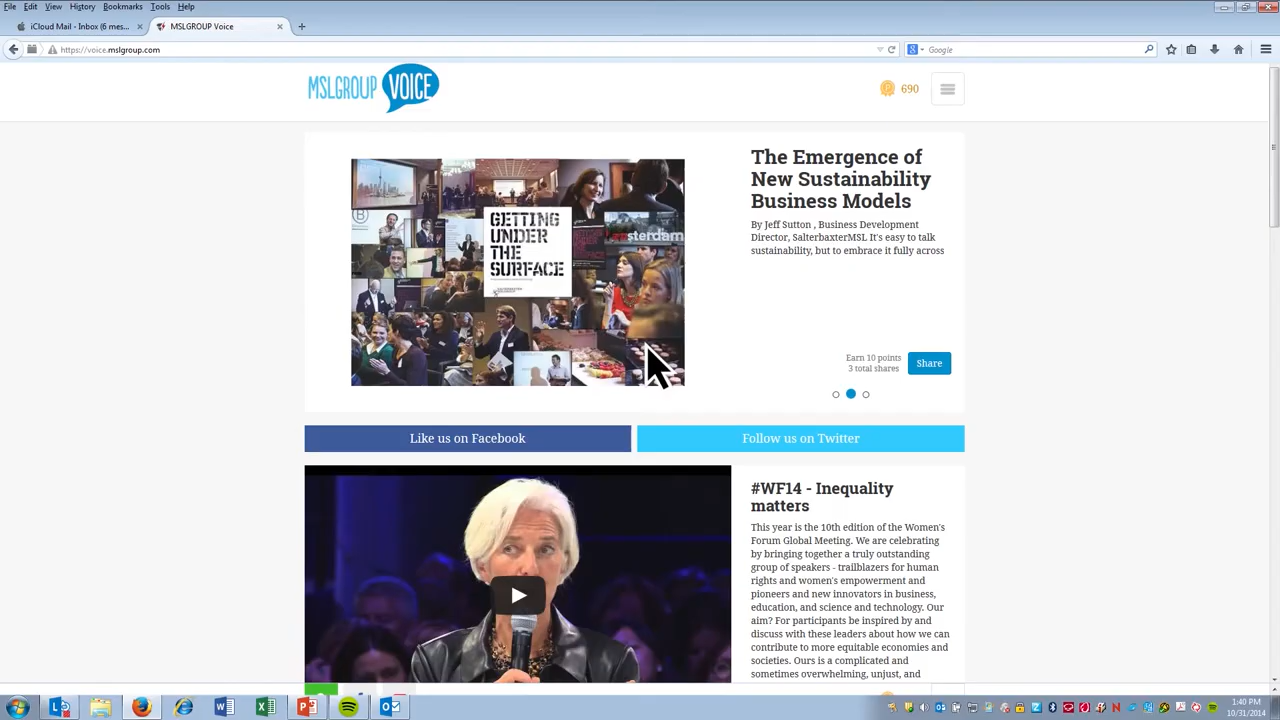 File Edit View History Bookmarks Tools Help
iCloud Mail - Inbox (6 mes...
MSLGROUP Voice
https://voice.mslgroup.com
Google
MSLGROUP VOICE
690
The Emergence of
New Sustainability
Business Models
By Jeff Sutton , Business Development
Director, SalterbaxterMSL It's easy to talk
sustainability, but to embrace it fully across
GETTING
UNDER
THE
SURFACE
Earn 10 points
3 total shares
Share
Like us on Facebook
Follow us on Twitter
#WF14 - Inequality
matters
This year is the 10th edition of the Women's
Forum Global Meeting. We are celebrating
by bringing together a truly outstanding
group of speakers - trailblazers for human
rights and women's empowerment and
pioneers and new innovators in business,
education, and science and technology. Our
aim? For participants be inspired by and
discuss with these leaders about how we can
contribute to more equitable economies and
societies. Ours is a complicated and
sometimes overwhelming, unjust, and
1:40 PM
10/31/2014